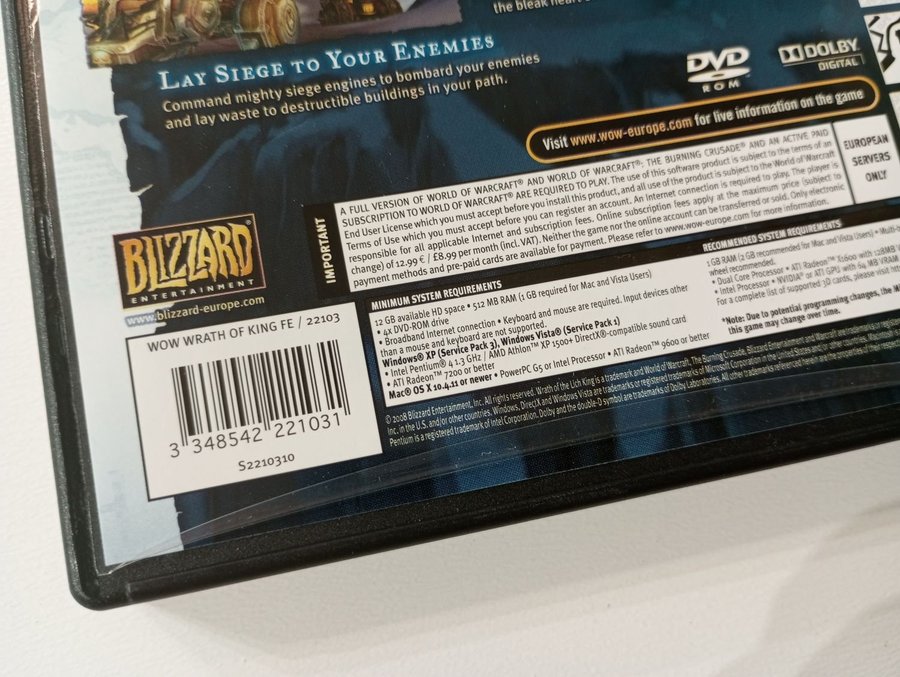 the bleak heart
LAY SIEGE TO YOUR ENEMIES
Command mighty siege engines to bombard your enemies
and lay waste to destructible buildings in your path.
DVD
ROM
DOLBY
DIGITAL
Visit www.wow-europe.com for live information on the game
IMPORTANT
A FULL VERSION OF WORLD OF WARCRAFT® AND WORLD OF WARCRAFT®: THE BURNING CRUSADE® AND AN ACTIVE PAID
SUBSCRIPTION TO WORLD OF WARCRAFT® ARE REQUIRED TO PLAY. The use of this software product is subject to the terms of an
End User License which you must accept before you install this product, and all use of the product is subject to the World of Warcraft
Terms of Use which you must accept before you can register an account. An Internet connection is required to play. The player is
responsible for all applicable Internet and subscription fees. Online subscription fees apply at the maximum price (subject to
change) of 12.99 € / £8.99 per month (incl. VAT). Neither the game nor the online account can be transferred or sold. Only electronic
payment methods and pre-paid cards are available for payment. Please refer to www.wow-europe.com for more information.
EUROPEAN
SERVERS
ONLY
BLIZZARD
ENTERTAINMENT
www.blizzard-europe.com
WOW WRATH OF KING FE / 22103
3 348542 221031
S2210310
MINIMUM SYSTEM REQUIREMENTS
12 GB available HD space • 512 MB RAM (1 GB required for Mac and Vista Users)
• 4X DVD-ROM drive
• Broadband Internet connection • Keyboard and mouse are required. Input devices other
than a mouse and keyboard are not supported.
Windows® XP (Service Pack 3), Windows Vista® (Service Pack 1)
• Intel Pentium® 4 1.3 GHz / AMD Athlon™ XP 1500+ DirectX®-compatible sound card
• ATI Radeon™ 7200 or better
Mac® OS X 10.4.11 or newer • PowerPC G5 or Intel Processor • ATI Radeon™ 9600 or better
RECOMMENDED SYSTEM REQUIREMENTS
1 GB RAM (2 GB recommended for Mac and Vista Users) • Multi-
wheel recommended.
• Dual Core Processor • ATI Radeon™ X1600 with 128MB
• Intel Processor • NVIDIA® or ATI GPU with 64 MB VRAM
For a complete list of supported 3D cards, please visit
*Note: Due to potential programming changes, the
this game may change over time.
© 2008 Blizzard Entertainment, Inc. All rights reserved. Wrath of the Lich King is a trademark and World of Warcraft, The Burning Crusade, Blizzard Entertainment and Warcraft are trademarks or
Inc. in the U.S. and/or other countries. Windows, DirectX and Windows Vista are trademarks or registered trademarks of Microsoft Corporation in the United States and/or other countries.
Pentium is a registered trademark of Intel Corporation. Dolby and the double-D symbol are trademarks of Dolby Laboratories. All other trademarks referenced herein are the properties